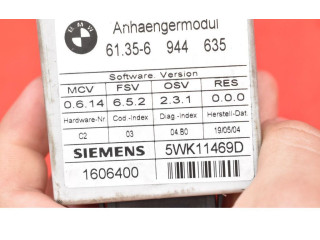 BMW
Anhaengermodul
61.35-6 944 635
Software. Version
MCV FSV OSV RES
0.6.14 6.5.2 2.3.1 0.0.0
Hardware-Nr Cod.-Index Diag.-Index Herstell-Dat.
C2 03 04.80 19/05/04
SIEMENS 5WK11469D
1606400